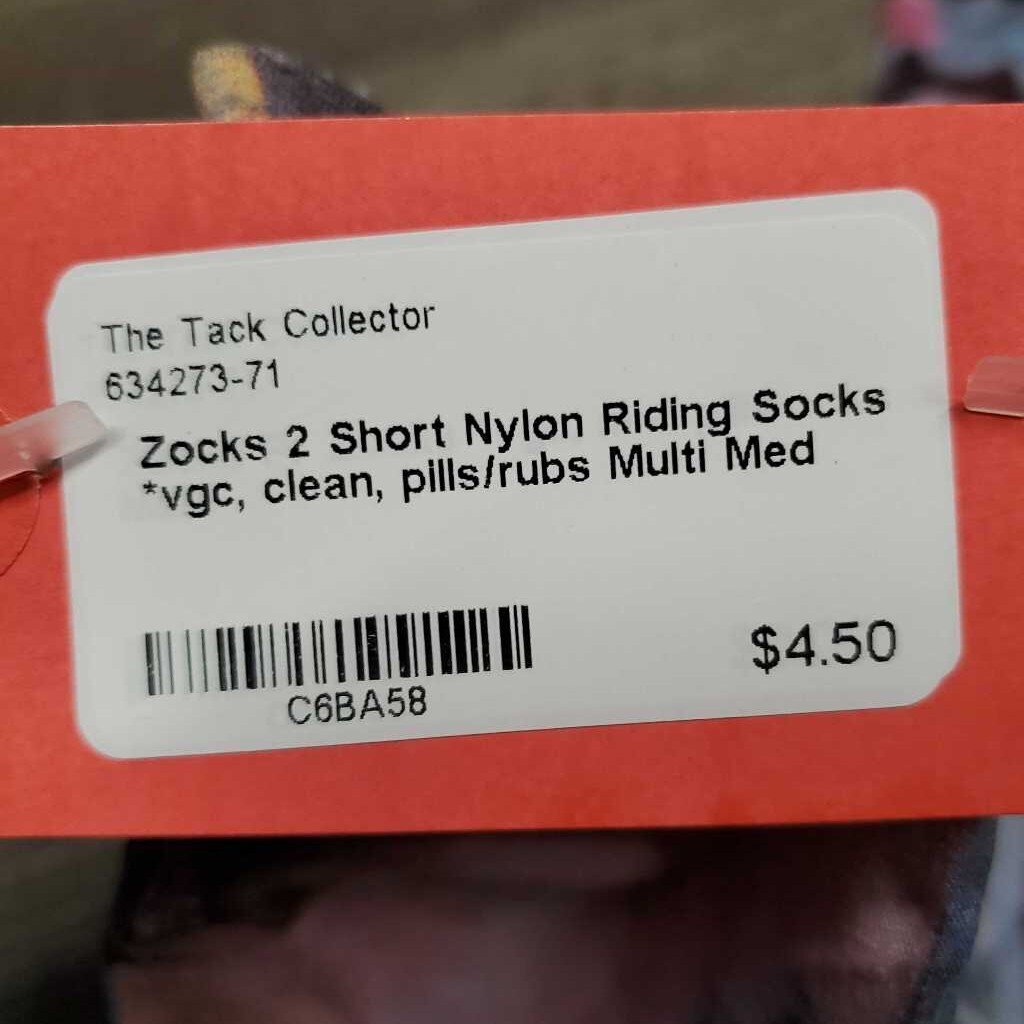 The Tack Collector
634273-71
Zocks 2 Short Nylon Riding Socks
*vgc, clean, pills/rubs Multi Med
C6BA58
$4.50